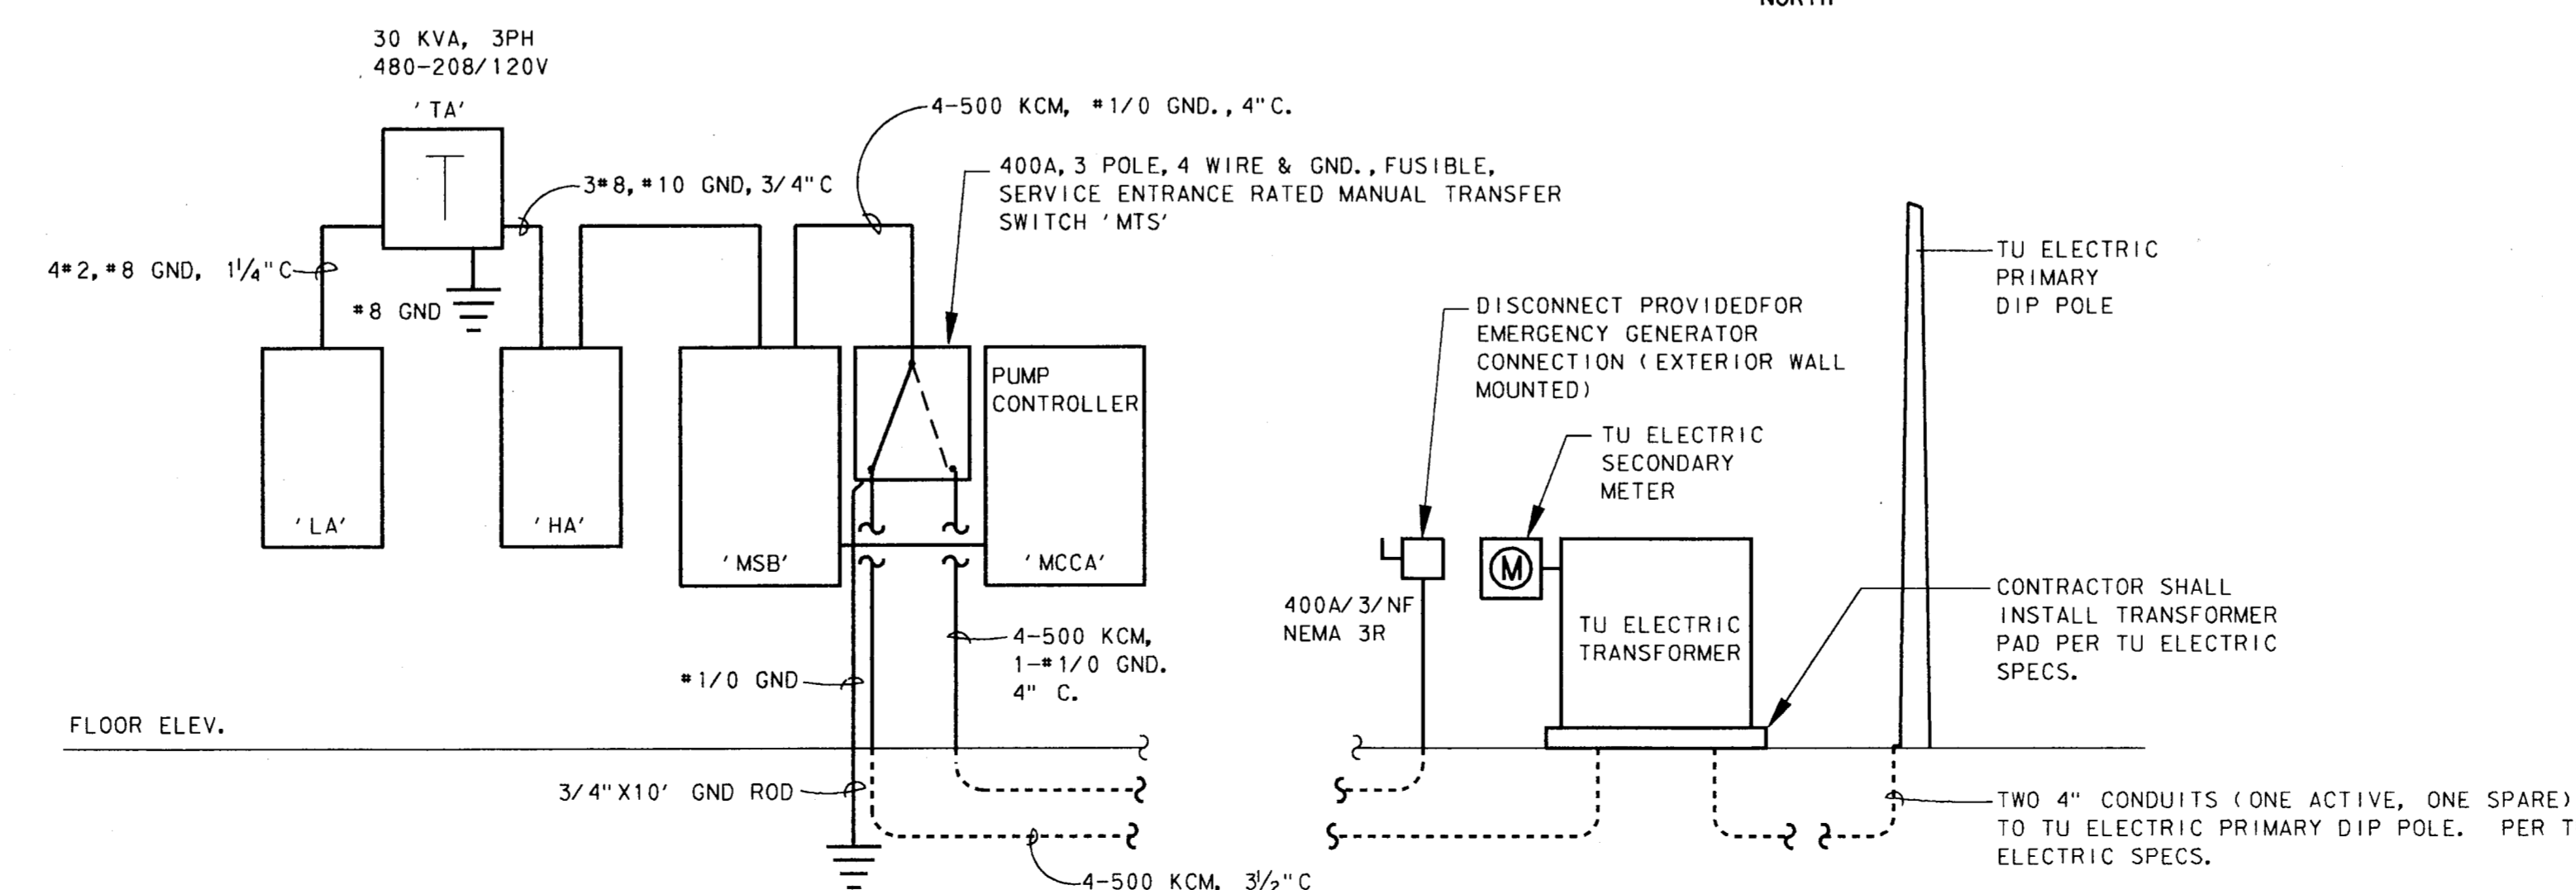 NORTH
30 KVA, 3PH
480-208/120V
'TA'
T
4-500 KCM, #1/0 GND., 4"C.
3#8, #10 GND, 3/4"C
400A, 3 POLE, 4 WIRE & GND., FUSIBLE,
SERVICE ENTRANCE RATED MANUAL TRANSFER
SWITCH 'MTS'
4#2, #8 GND, 1 1/4"C
#8 GND
TU ELECTRIC
PRIMARY
DIP POLE
DISCONNECT PROVIDEDFOR
EMERGENCY GENERATOR
CONNECTION (EXTERIOR WALL
MOUNTED)
PUMP
CONTROLLER
TU ELECTRIC
SECONDARY
METER
'LA'
'HA'
'MSB'
'MCCA'
M
400A/3/NF
NEMA 3R
TU ELECTRIC
TRANSFORMER
CONTRACTOR SHALL
INSTALL TRANSFORMER
PAD PER TU ELECTRIC
SPECS.
4-500 KCM,
1-#1/0 GND.
4" C.
#1/0 GND
FLOOR ELEV.
3/4"X10' GND ROD
TWO 4" CONDUITS (ONE ACTIVE, ONE SPARE)
TO TU ELECTRIC PRIMARY DIP POLE. PER T
ELECTRIC SPECS.
4-500 KCM, 3 1/2"C